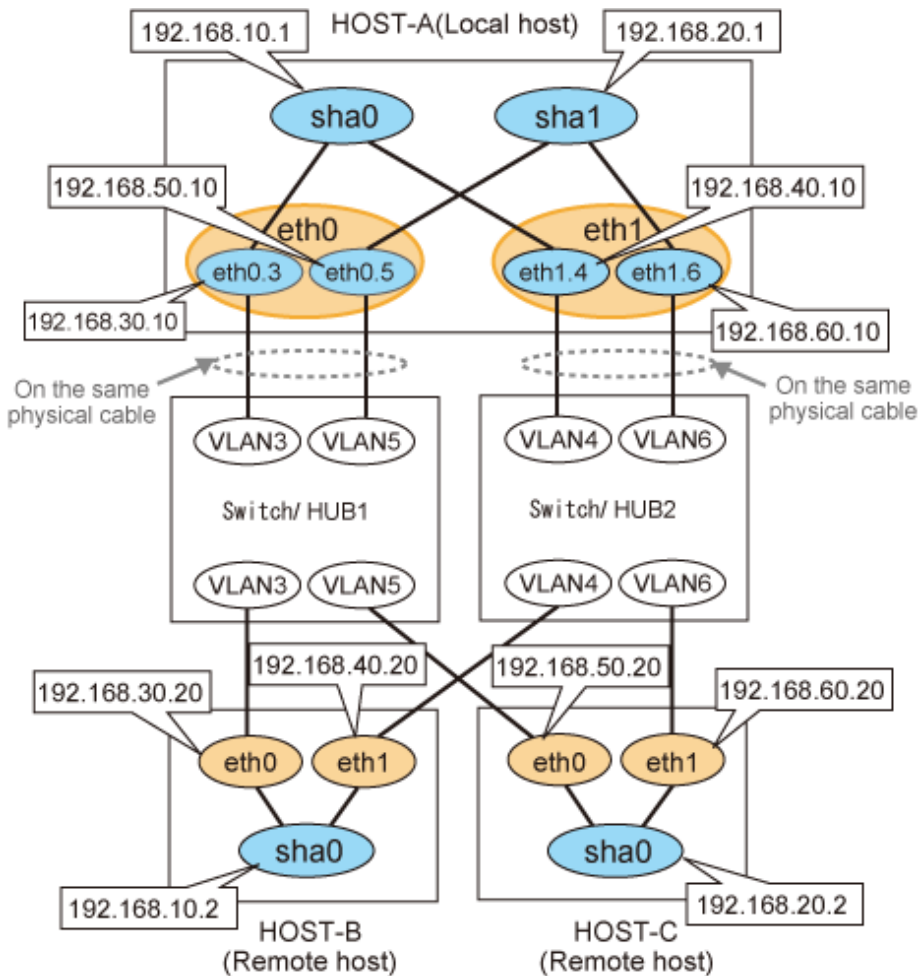 HOST-A(Local host)
192.168.10.1
192.168.20.1
sha0
sha1
192.168.50.10
192.168.40.10
eth0
eth1
eth0.3
eth0.5
eth1.4
eth1.6
192.168.30.10
192.168.60.10
On the same
physical cable
On the same
physical cable
VLAN3
VLAN5
VLAN4
VLAN6
Switch/ HUB1
Switch/ HUB2
VLAN3
VLAN5
VLAN4
VLAN6
192.168.30.20
192.168.40.20
192.168.50.20
192.168.60.20
eth0
eth1
eth0
eth1
sha0
sha0
192.168.10.2
192.168.20.2
HOST-B
(Remote host)
HOST-C
(Remote host)